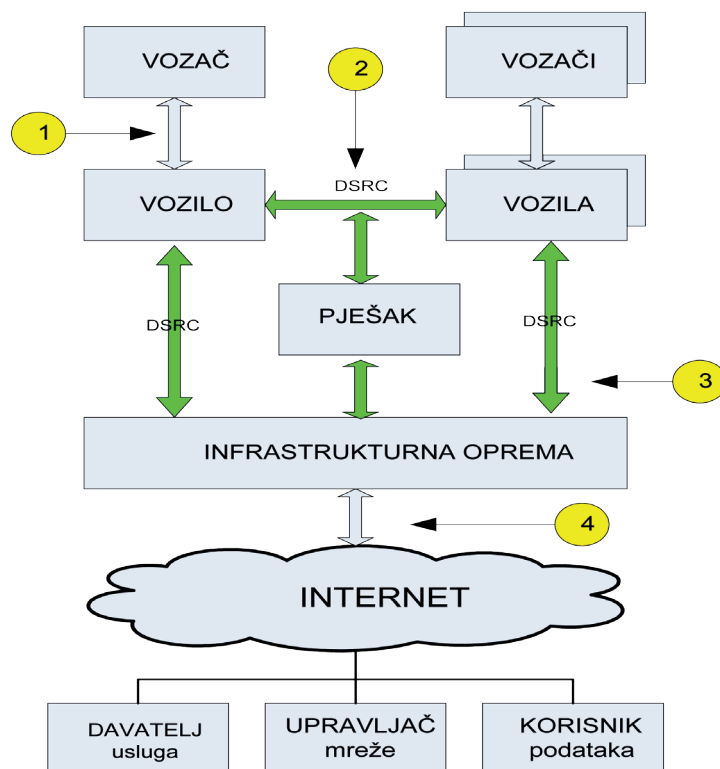 VOZAČ
2
VOZAČI
1
DSRC
VOZILO
VOZILA
PJEŠAK
DSRC
DSRC
3
INFRASTRUKTURNA OPREMA
4
INTERNET
DAVATELJ
usluga
UPRAVLJAČ
mreže
KORISNIK
podataka